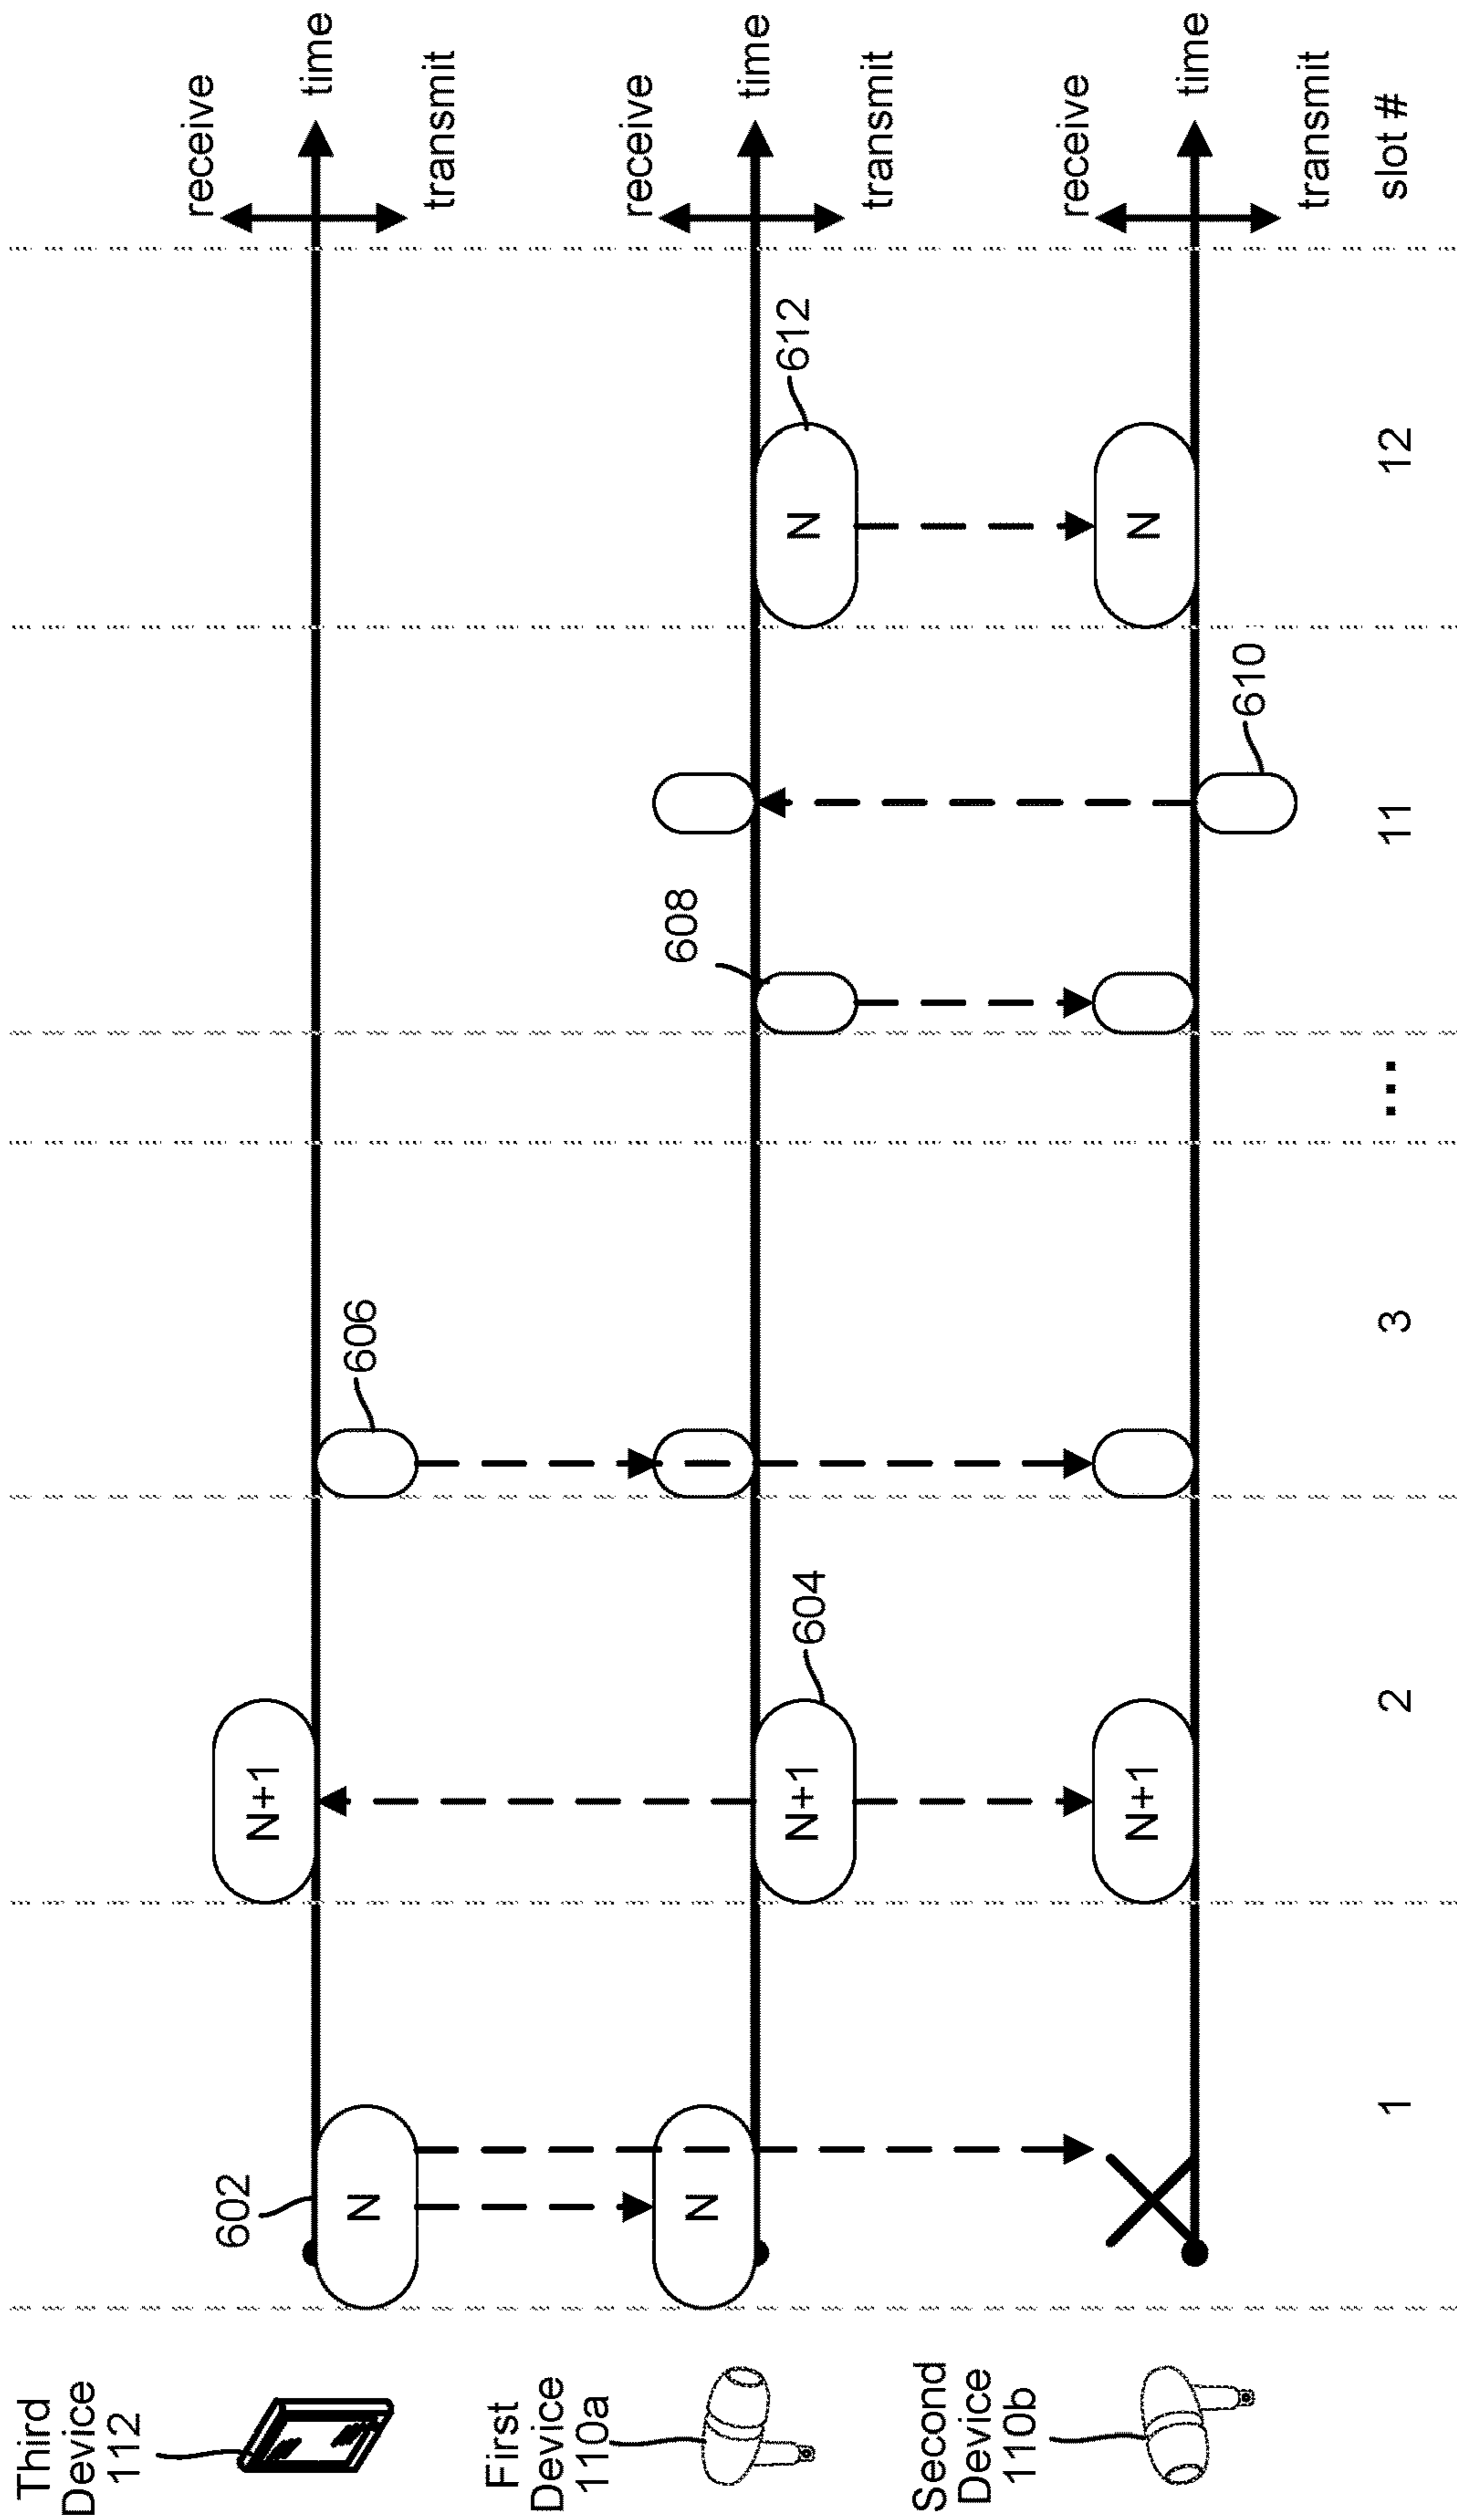 Third
Device
112
receive
time
transmit
602
N
N+1
606
First
Device
110a
receive
time
transmit
N
N+1
604
608
N
612
Second
Device
110b
receive
time
transmit
N+1
610
N
1
2
3
...
11
12
slot #